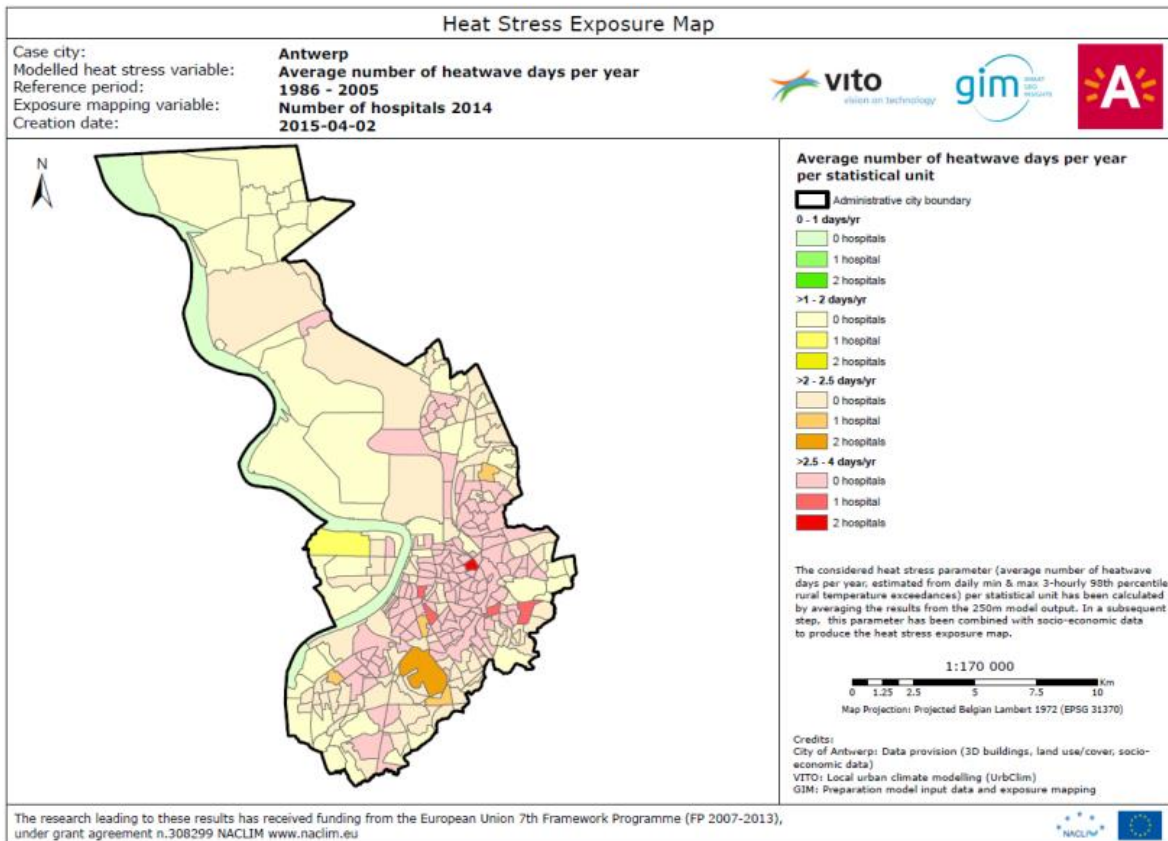 Heat Stress Exposure Map
Case city: Antwerp
Modelled heat stress variable: Average number of heatwave days per year
Reference period: 1986 - 2005
Exposure mapping variable: Number of hospitals 2014
Creation date: 2015-04-02
vito
vision on technology
gim
SMART
GEO
INSIGHTS
A
N
Average number of heatwave days per year
per statistical unit
Administrative city boundary
0 - 1 days/yr
0 hospitals
1 hospital
2 hospitals
>1 - 2 days/yr
0 hospitals
1 hospital
2 hospitals
>2 - 2.5 days/yr
0 hospitals
1 hospital
2 hospitals
>2.5 - 4 days/yr
0 hospitals
1 hospital
2 hospitals
The considered heat stress parameter (average number of heatwave
days per year, estimated from daily min & max 3-hourly 98th percentile
rural temperature exceedances) per statistical unit has been calculated
by averaging the results from the 250m model output. In a subsequent
step, this parameter has been combined with socio-economic data
to produce the heat stress exposure map.
1:170 000
0 1.25 2.5 5 7.5 10 Km
Map Projection: Projected Belgian Lambert 1972 (EPSG 31370)
Credits:
City of Antwerp: Data provision (3D buildings, land use/cover, socio-
economic data)
VITO: Local urban climate modelling (UrbClim)
GIM: Preparation model input data and exposure mapping
The research leading to these results has received funding from the European Union 7th Framework Programme (FP 2007-2013),
under grant agreement n.308299 NACLIM www.naclim.eu
NACLIM